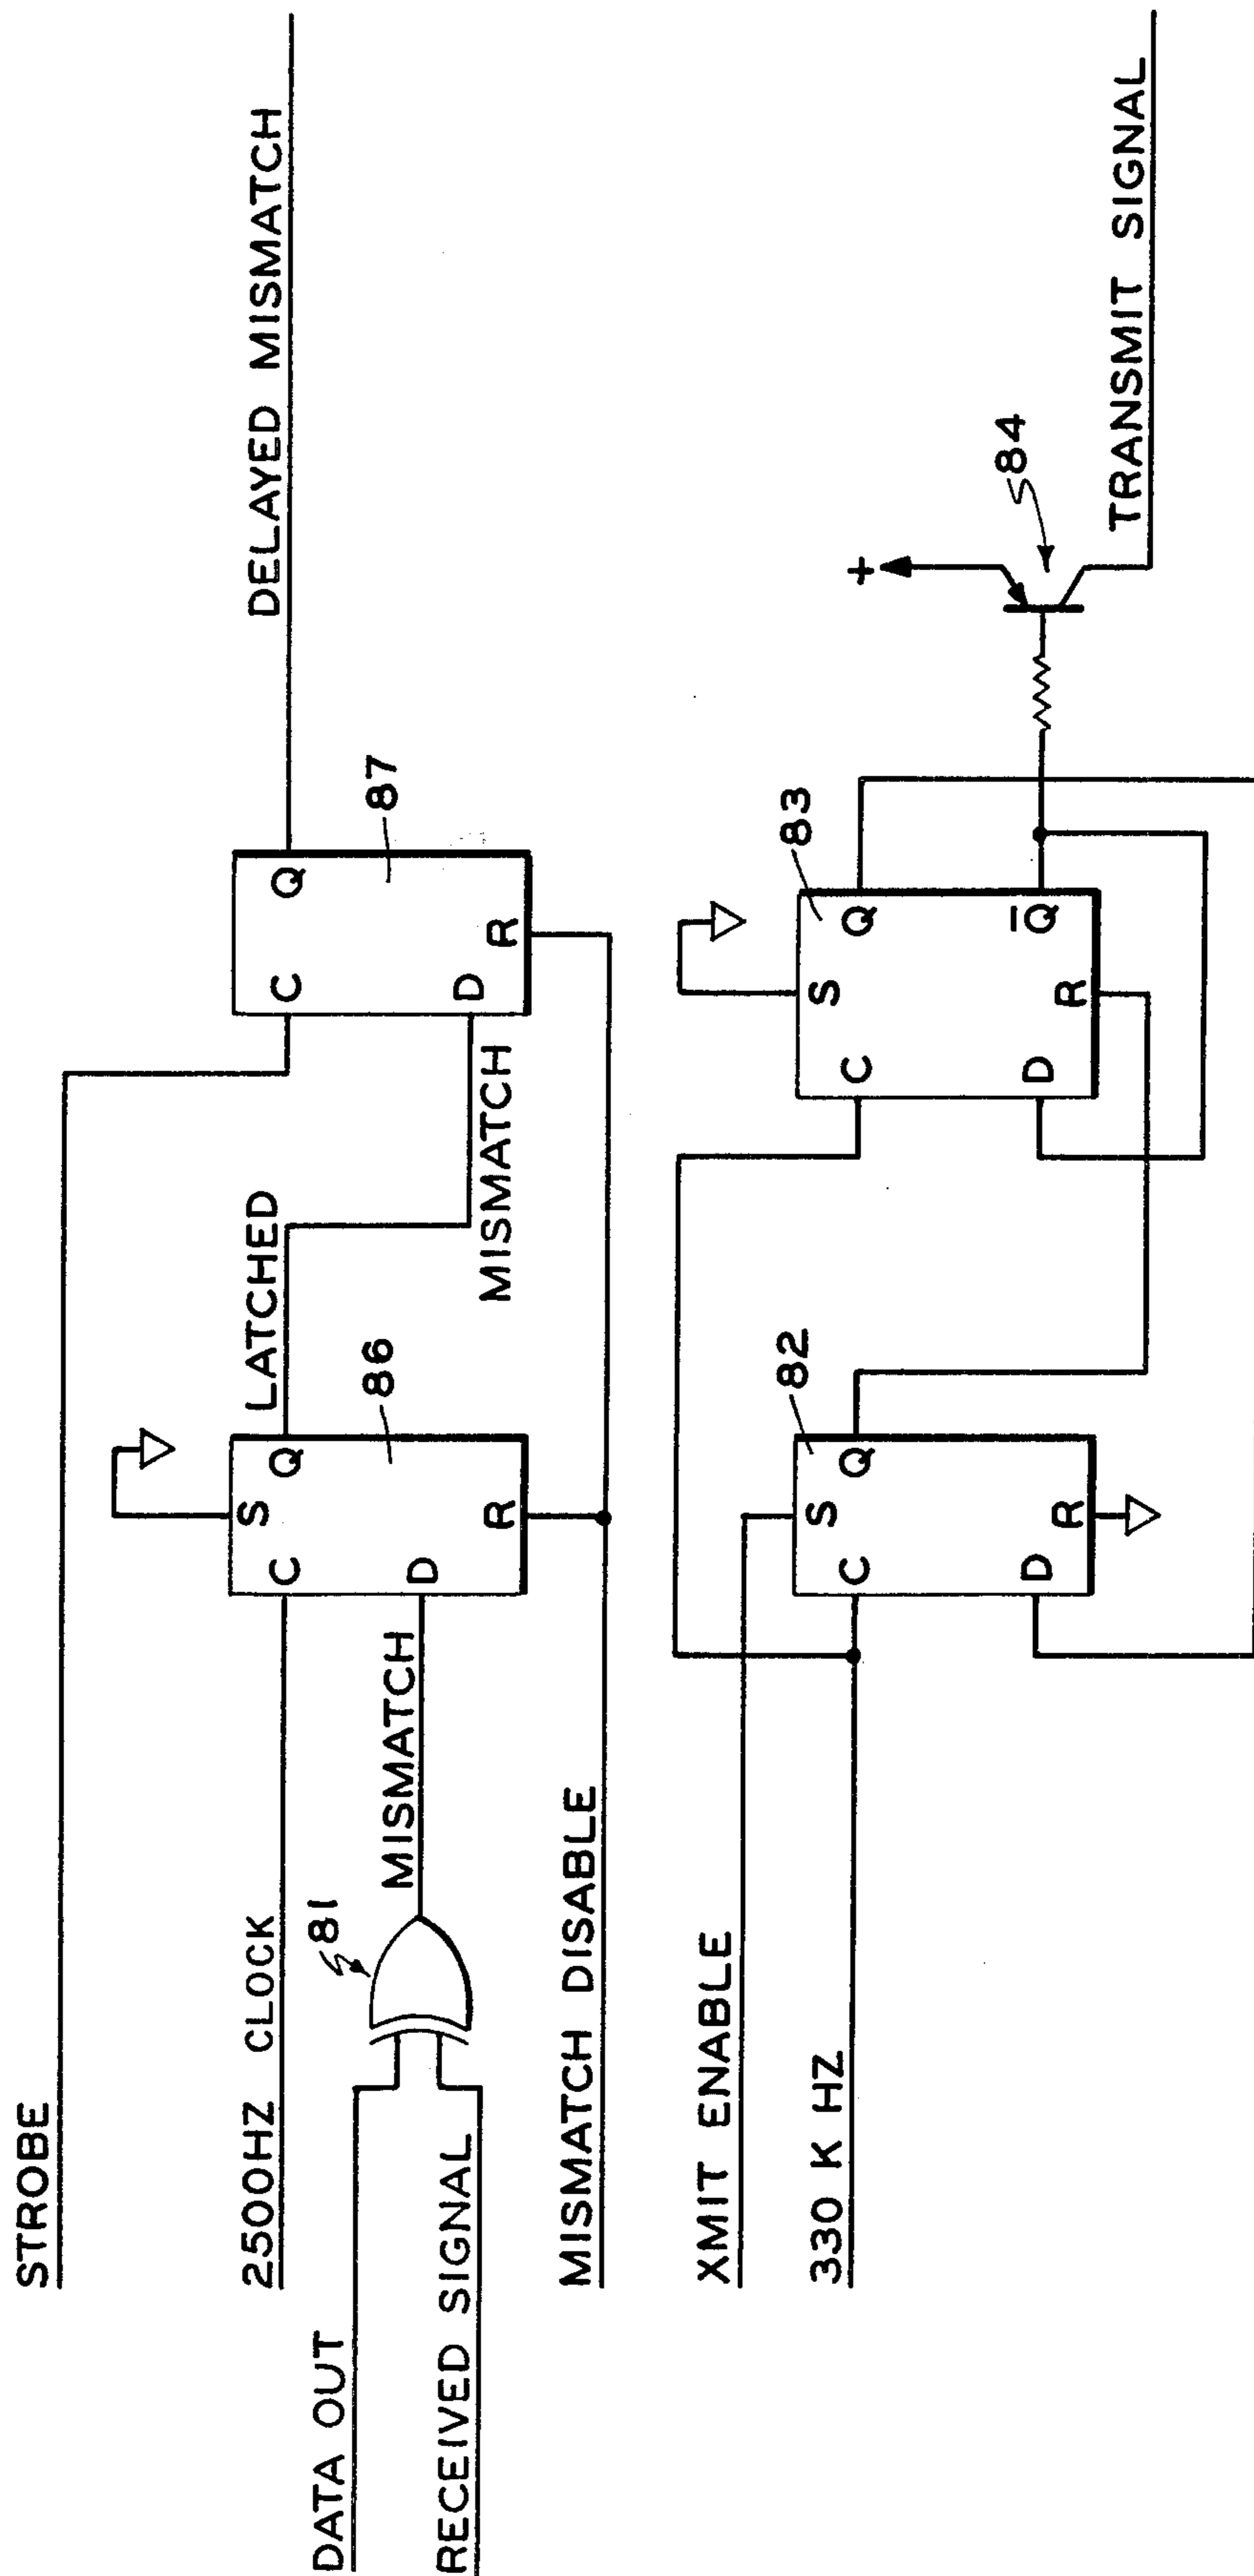 STROBE
2500HZ CLOCK
DATA OUT
RECEIVED SIGNAL
81
MISMATCH
C
S
Q
D
R
86
LATCHED
MISMATCH
C
Q
D
R
87
DELAYED MISMATCH
MISMATCH DISABLE
XMIT ENABLE
330 K HZ
C
S
Q
D
R
82
C
S
Q
D
R
Q̅
83
+
84
TRANSMIT SIGNAL